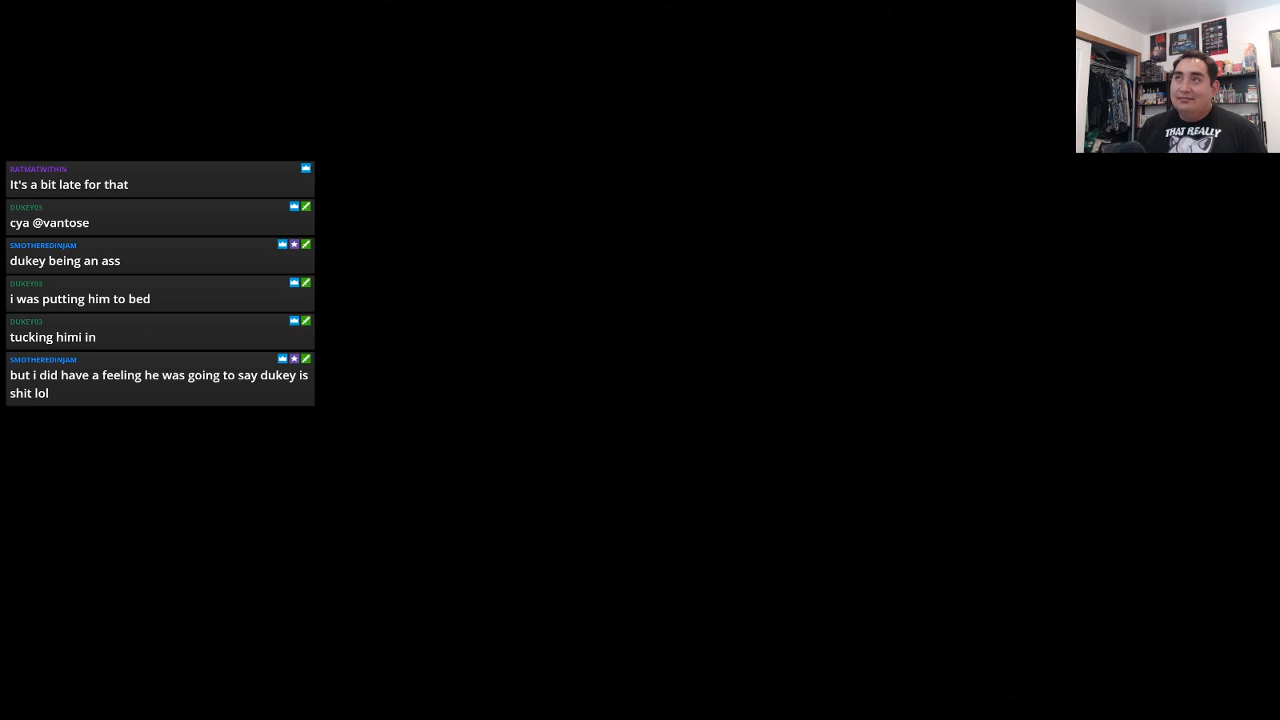 RATMATWITHIN
It's a bit late for that
DUKEY03
cya @vantose
SMOTHEREDINJAM
dukey being an ass
DUKEY03
i was putting him to bed
DUKEY03
tucking himi in
SMOTHEREDINJAM
but i did have a feeling he was going to say dukey is
shit lol
THAT REALLY